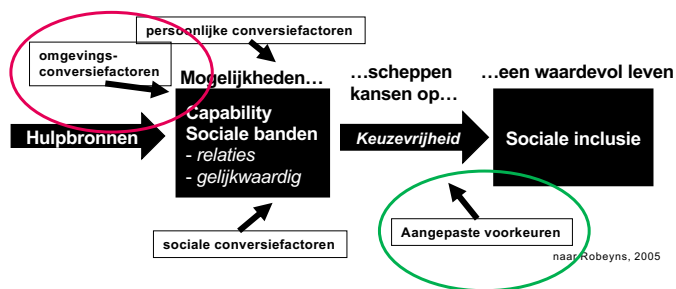 persoonlijke conversiefactoren
omgevings-
conversiefactoren
Mogelijkheden…
…scheppen
kansen op…
…een waardevol leven
Hulpbronnen
Capability
Sociale banden
- relaties
- gelijkwaardig
Keuzevrijheid
Sociale inclusie
sociale conversiefactoren
Aangepaste voorkeuren
naar Robeyns, 2005